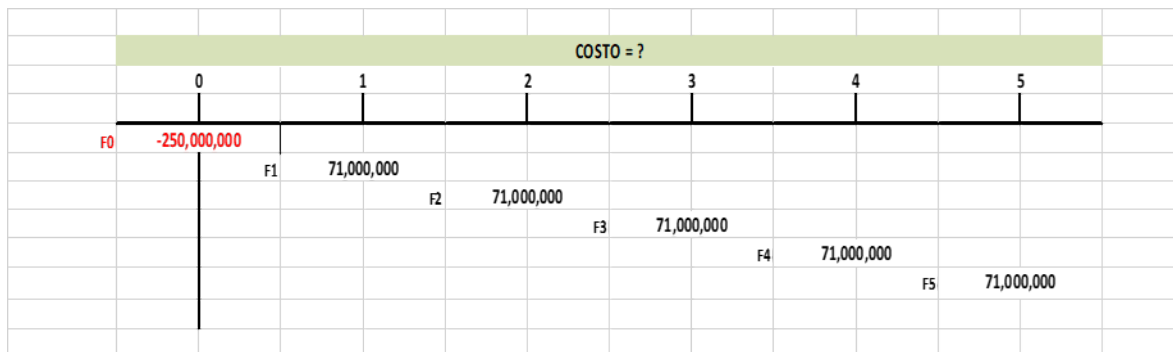 COSTO = ?
0 1 2 3 4 5
F0 -250,000,000
F1 71,000,000
F2 71,000,000
F3 71,000,000
F4 71,000,000
F5 71,000,000